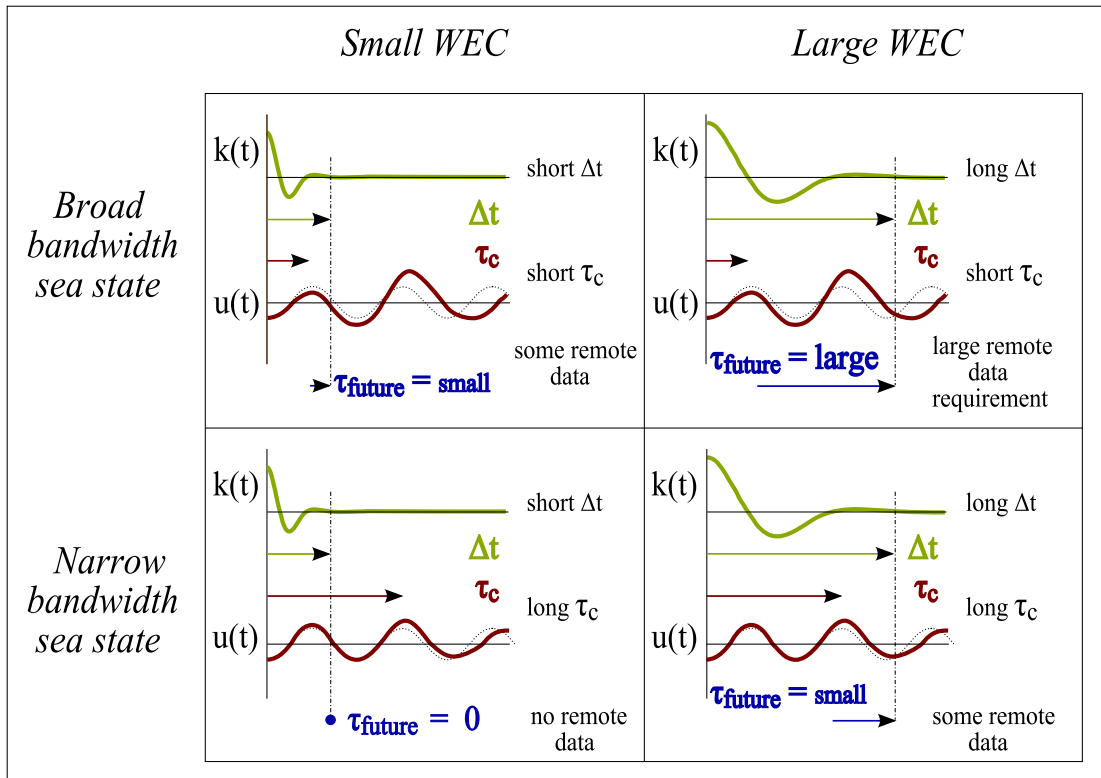 Small WEC
Large WEC
Broad
bandwidth
sea state
k(t)
short Δt
Δt
τc
short τc
u(t)
some remote
data
τfuture = small
k(t)
long Δt
Δt
τc
short τc
u(t)
τfuture = large
large remote
data
requirement
Narrow
bandwidth
sea state
k(t)
short Δt
Δt
τc
long τc
u(t)
τfuture = 0
no remote
data
k(t)
long Δt
Δt
τc
long τc
u(t)
τfuture = small
some remote
data